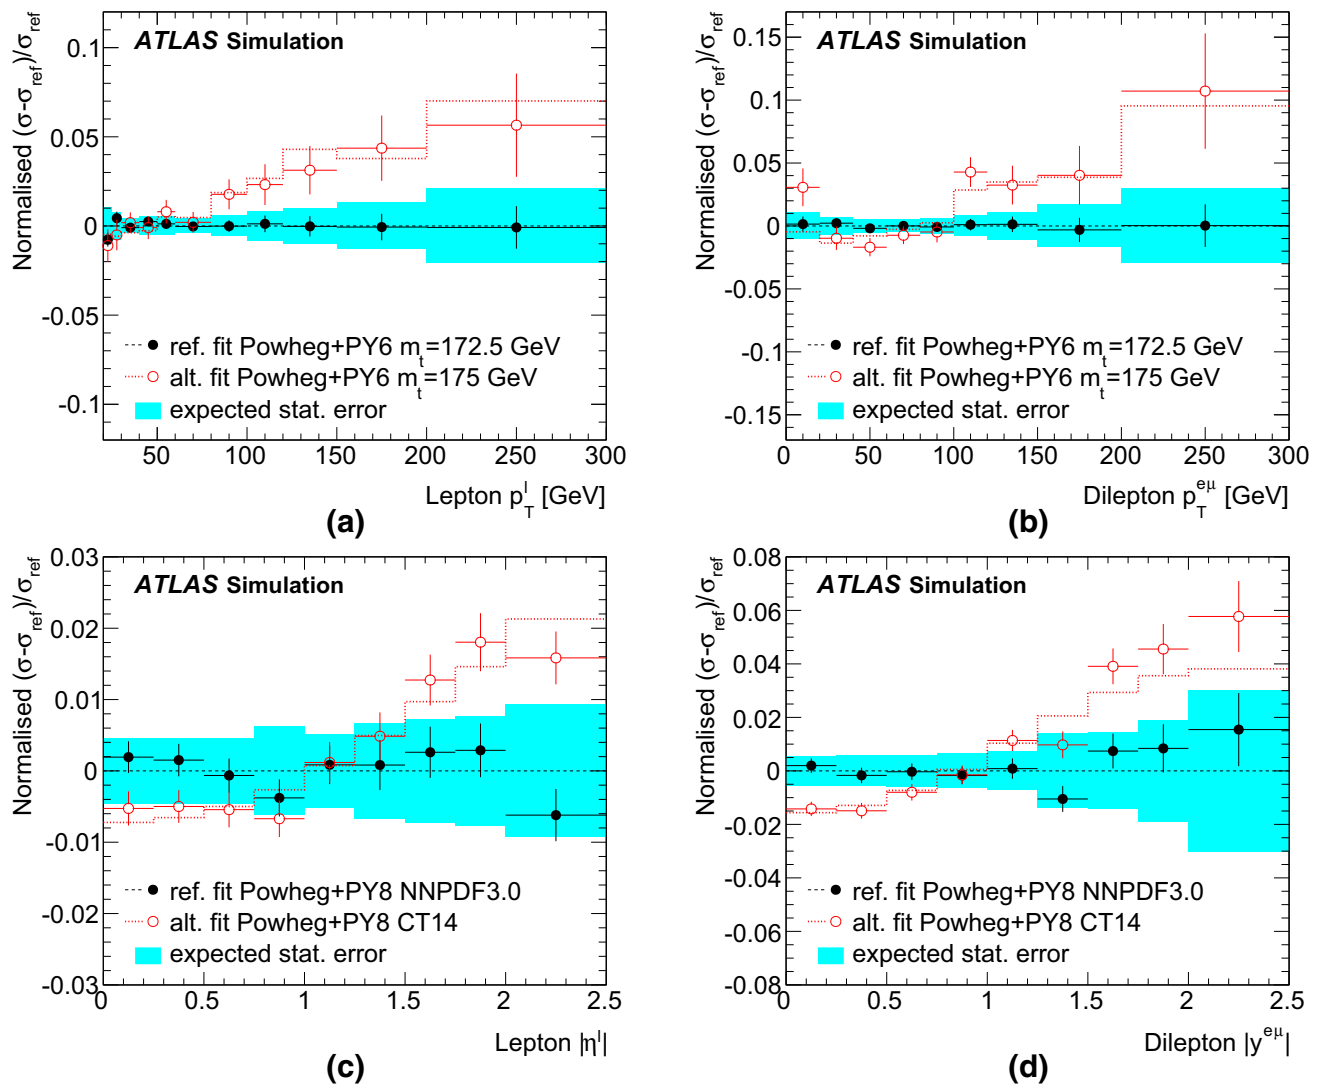 Normalised (σ-σref)/σref
0.1
0.05
0
-0.05
-0.1
ATLAS Simulation
ref. fit Powheg+PY6 mt=172.5 GeV
alt. fit Powheg+PY6 mt=175 GeV
expected stat. error
50 100 150 200 250 300
Lepton pTl [GeV]
(a)
Normalised (σ-σref)/σref
0.15
0.1
0.05
0
-0.05
-0.1
-0.15
ATLAS Simulation
ref. fit Powheg+PY6 mt=172.5 GeV
alt. fit Powheg+PY6 mt=175 GeV
expected stat. error
0 50 100 150 200 250 300
Dilepton pTeμ [GeV]
(b)
Normalised (σ-σref)/σref
0.03
0.02
0.01
0
-0.01
-0.02
-0.03
ATLAS Simulation
ref. fit Powheg+PY8 NNPDF3.0
alt. fit Powheg+PY8 CT14
expected stat. error
0 0.5 1 1.5 2 2.5
Lepton |ηl|
(c)
Normalised (σ-σref)/σref
0.08
0.06
0.04
0.02
0
-0.02
-0.04
-0.06
-0.08
ATLAS Simulation
ref. fit Powheg+PY8 NNPDF3.0
alt. fit Powheg+PY8 CT14
expected stat. error
0 0.5 1 1.5 2 2.5
Dilepton |yeμ|
(d)